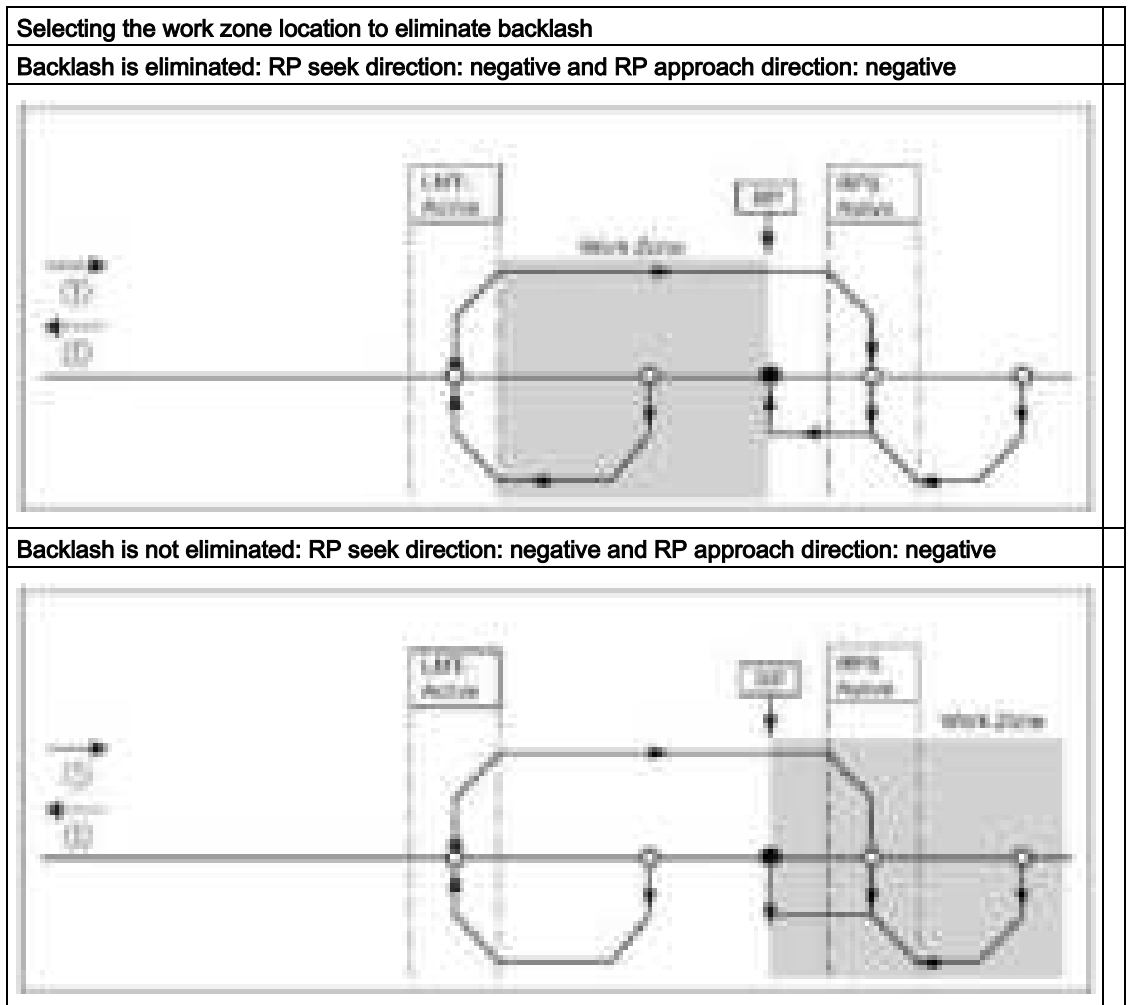 Selecting the work zone location to eliminate backlash
Backlash is eliminated: RP seek direction: negative and RP approach direction: negative
LMT-
Active
RP
RPS
Active
Work Zone
Backlash is not eliminated: RP seek direction: negative and RP approach direction: negative
LMT-
Active
RP
RPS
Active
Work Zone